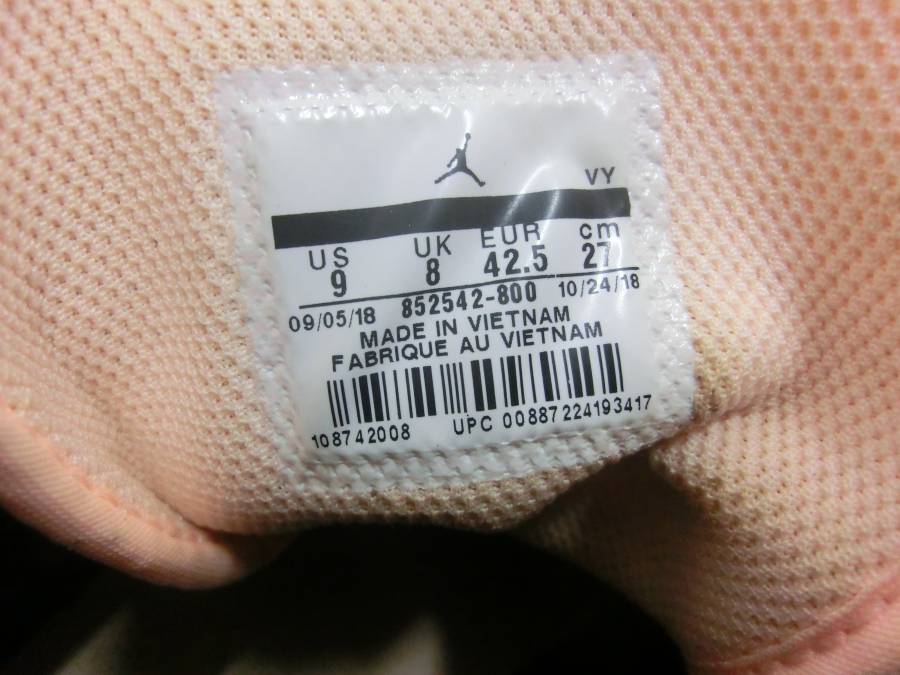 VY
US UK EUR cm
9 8 42.5 27
09/05/18 852542-800 10/24/18
MADE IN VIETNAM
FABRIQUE AU VIETNAM
108742008 UPC 00887224193417